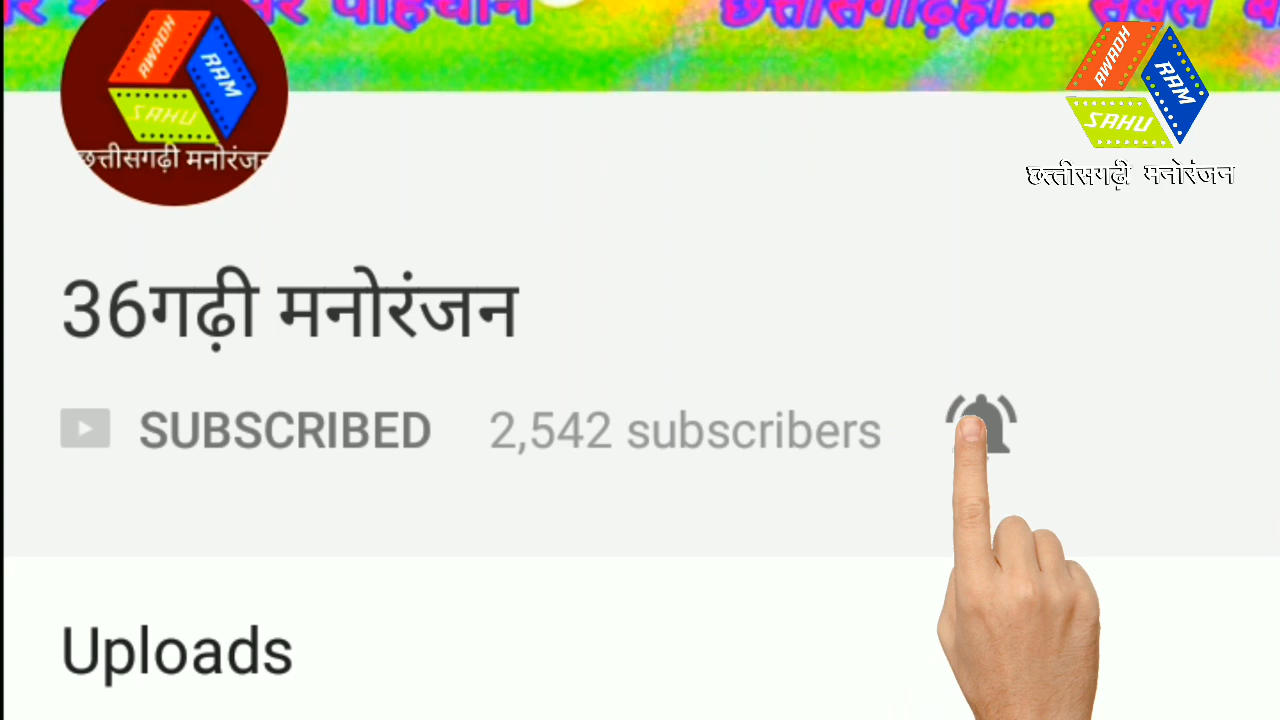 छत्तीसगढ़िहा... सबले
AWADH
RAM
SAHU
छत्तीसगढ़ी मनोरंजन
AWADH
RAM
SAHU
छत्तीसगढ़ी मनोरंजन
36गढ़ी मनोरंजन
SUBSCRIBED 2,542 subscribers
Uploads